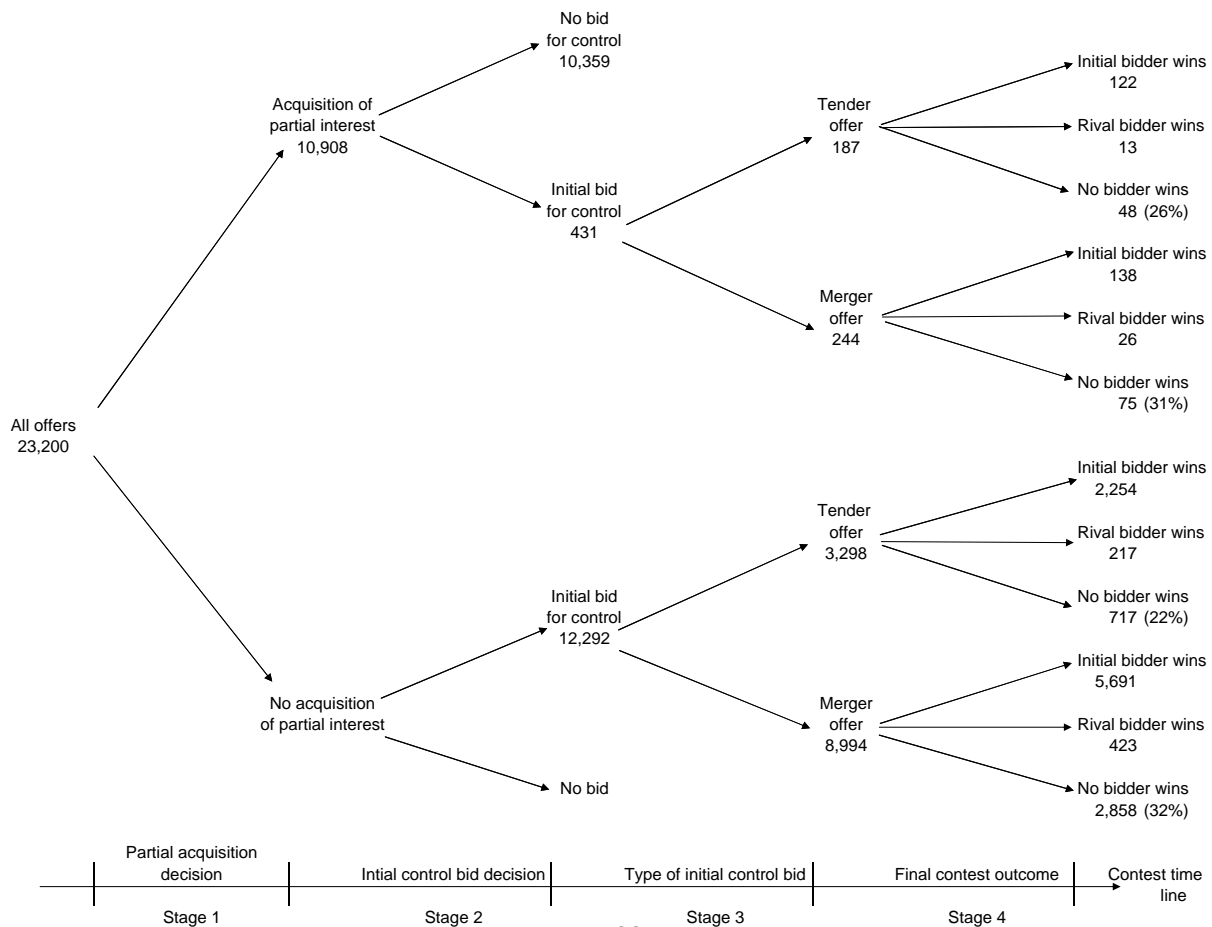 No bid
for control
10,359
Initial bidder wins
122
Acquisition of
partial interest
10,908
Tender
offer
187
Rival bidder wins
13
Initial bid
for control
431
No bidder wins
48 (26%)
Initial bidder wins
138
Merger
offer
244
Rival bidder wins
26
No bidder wins
75 (31%)
All offers
23,200
Initial bidder wins
2,254
Tender
offer
3,298
Rival bidder wins
217
Initial bid
for control
12,292
No bidder wins
717 (22%)
Initial bidder wins
5,691
No acquisition
of partial interest
Merger
offer
8,994
Rival bidder wins
423
No bid
No bidder wins
2,858 (32%)
Partial acquisition
decision
Intial control bid decision
Type of initial control bid
Final contest outcome
Contest time
line
Stage 1
Stage 2
Stage 3
Stage 4